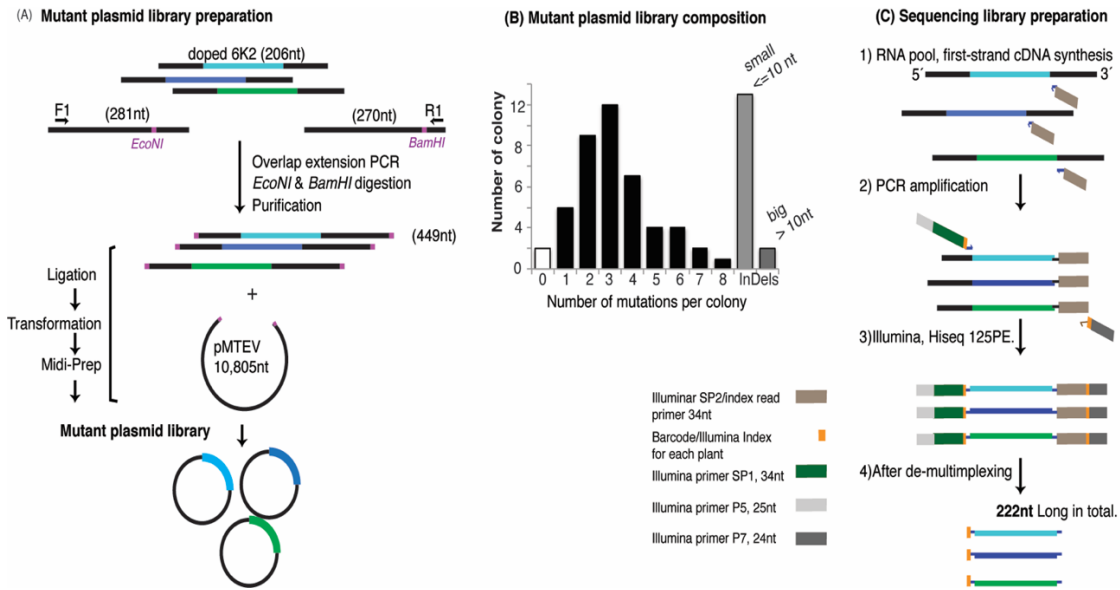 (A) Mutant plasmid library preparation
doped 6K2 (206nt)
F1
(281nt)
EcoNI
(270nt)
R1
BamHI
Overlap extension PCR
EcoNI & BamHI digestion
Purification
(449nt)
Ligation
Transformation
Midi-Prep
+
pMTEV
10,805nt
Mutant plasmid library
(B) Mutant plasmid library composition
Number of colony
12
10
8
6
4
2
0
small
<=10 nt
big
> 10nt
0 1 2 3 4 5 6 7 8 InDels
Number of mutations per colony
Illuminar SP2/index read
primer 34nt
Barcode/Illumina Index
for each plant
Illumina primer SP1, 34nt
Illumina primer P5, 25nt
Illumina primer P7, 24nt
(C) Sequencing library preparation
1) RNA pool, first-strand cDNA synthesis
5´ 3´
2) PCR amplification
3)Illumina, Hiseq 125PE.
4)After de-multimplexing
222nt Long in total.